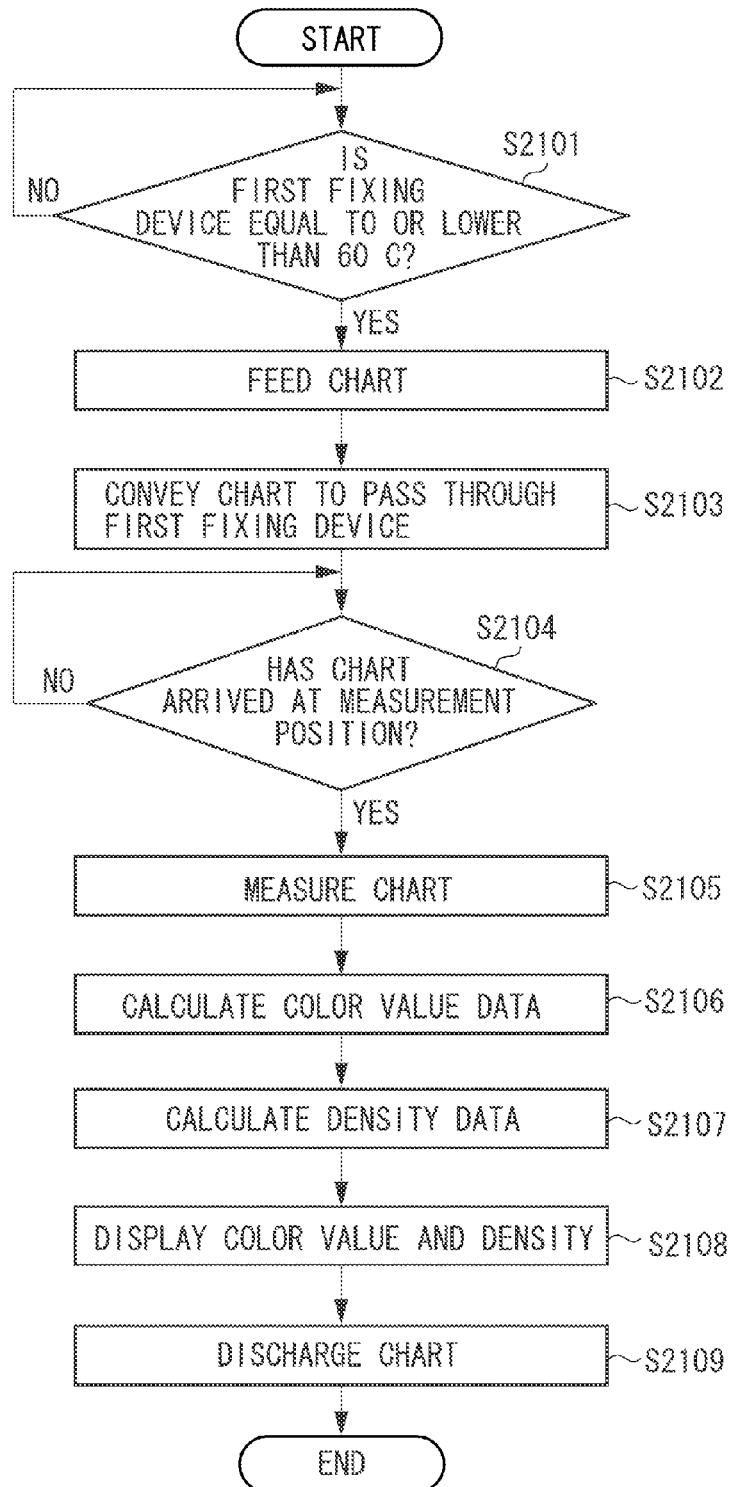 START
S2101
IS
FIRST FIXING
DEVICE EQUAL TO OR LOWER
THAN 60 C?
NO
YES
FEED CHART
S2102
CONVEY CHART TO PASS THROUGH
FIRST FIXING DEVICE
S2103
S2104
HAS CHART
ARRIVED AT MEASUREMENT
POSITION?
NO
YES
MEASURE CHART
S2105
CALCULATE COLOR VALUE DATA
S2106
CALCULATE DENSITY DATA
S2107
DISPLAY COLOR VALUE AND DENSITY
S2108
DISCHARGE CHART
S2109
END